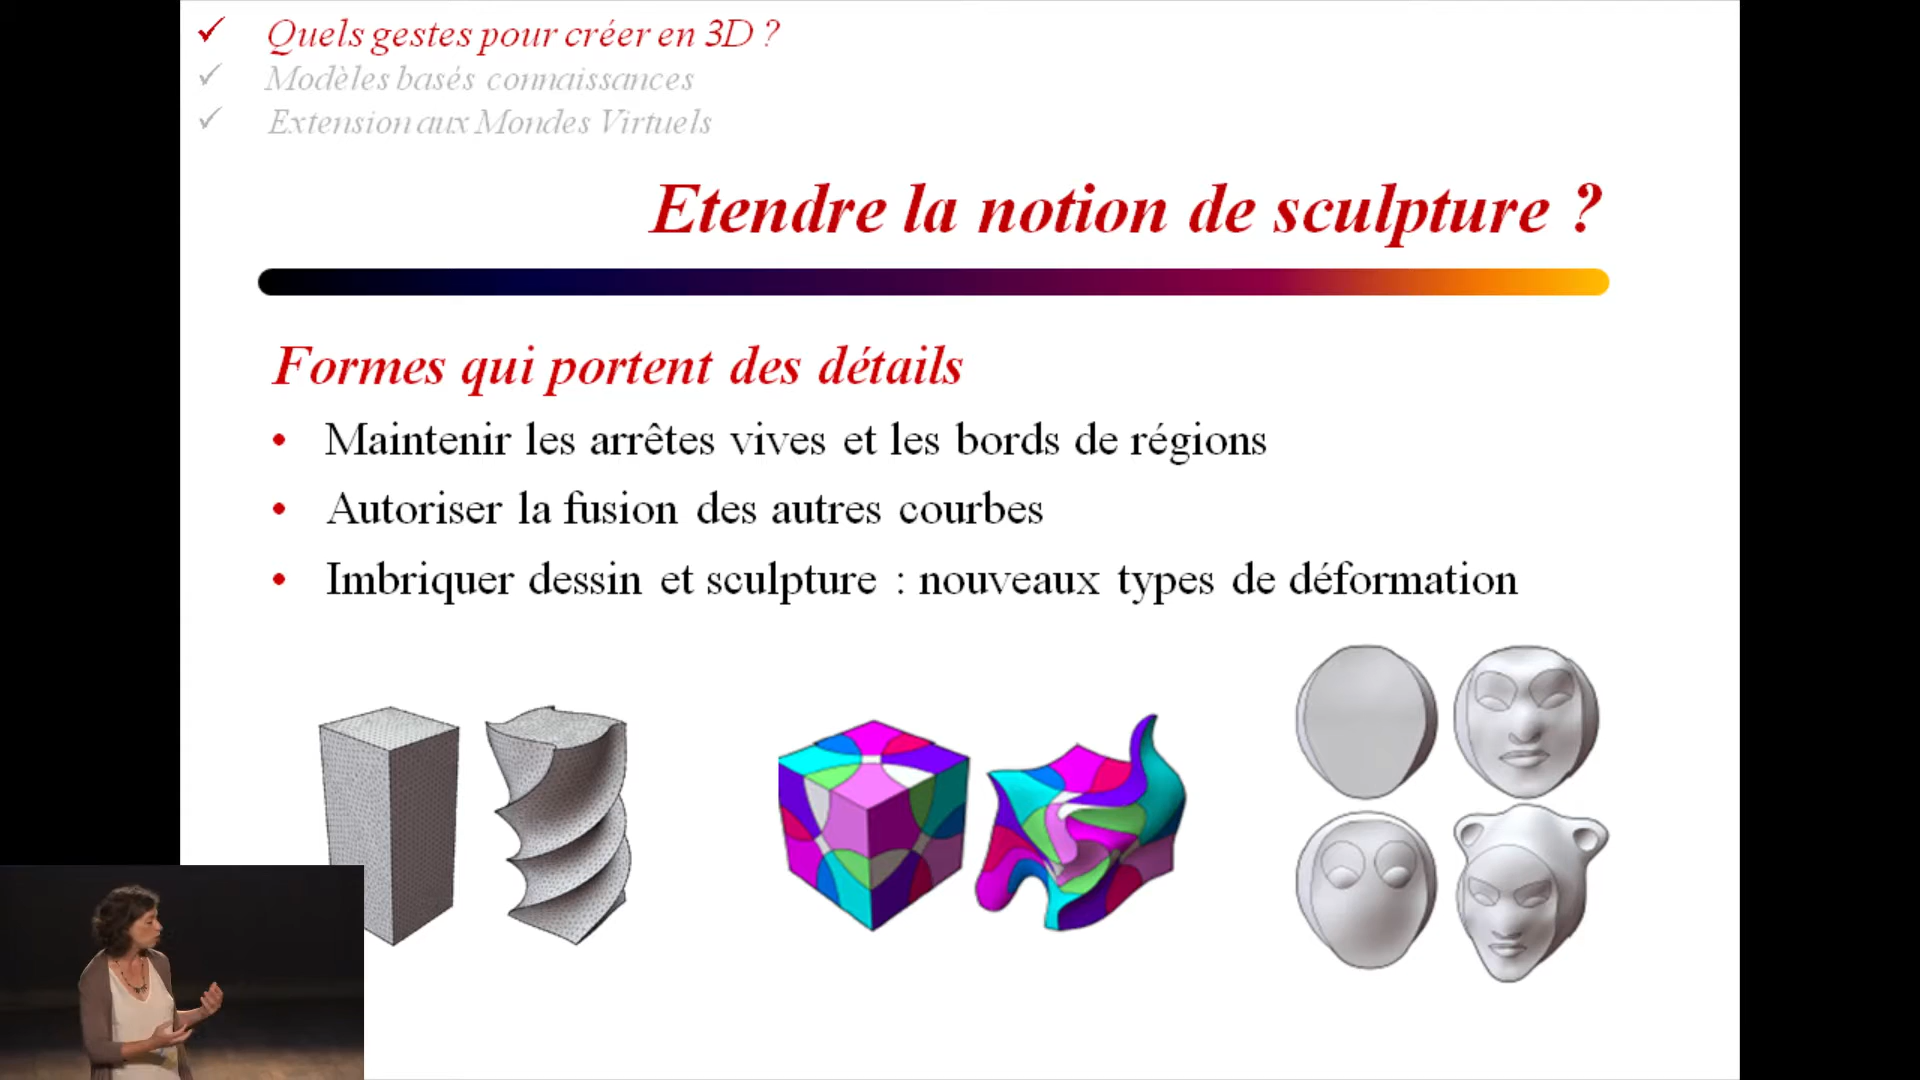 Quels gestes pour créer en 3D ?
Modèles basés connaissances
Extension aux Mondes Virtuels
Etendre la notion de sculpture ?
Formes qui portent des détails
• Maintenir les arrêtes vives et les bords de régions
• Autoriser la fusion des autres courbes
• Imbriquer dessin et sculpture : nouveaux types de déformation